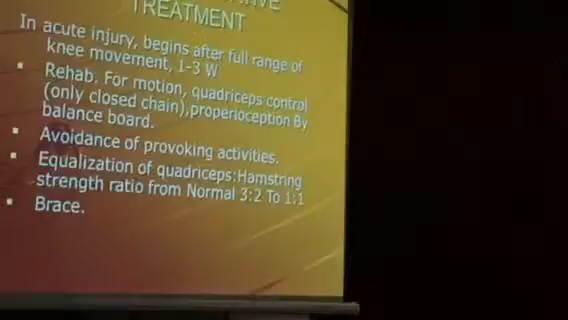 TREATMENT
In acute injury, begins after full range of
knee movement, 1-3 W
Rehab. For motion, quadriceps control
(only closed chain),properioception By
balance board.
Avoidance of provoking activities.
Equalization of quadriceps:Hamstring
strength ratio from Normal 3:2 To 1:1
Brace.